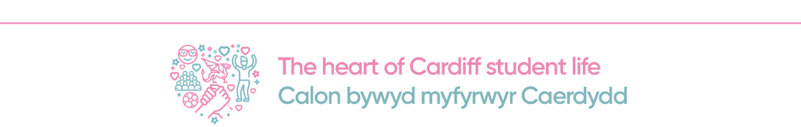 The heart of Cardiff student life
Calon bywyd myfyrwyr Caerdydd